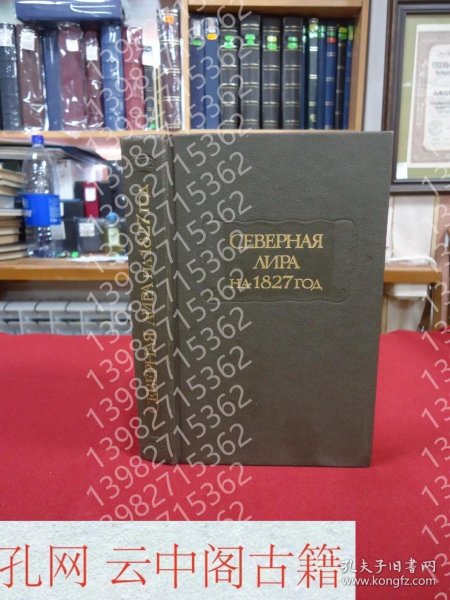 СЕВЕРНАЯ
ЛИРА
НА 1827 ГОД
СЕВЕРНАЯ ЛИРА НА 1827 ГОД
13982715362
孔网 云中阁古籍
孔夫子旧书网
www.kongfz.com